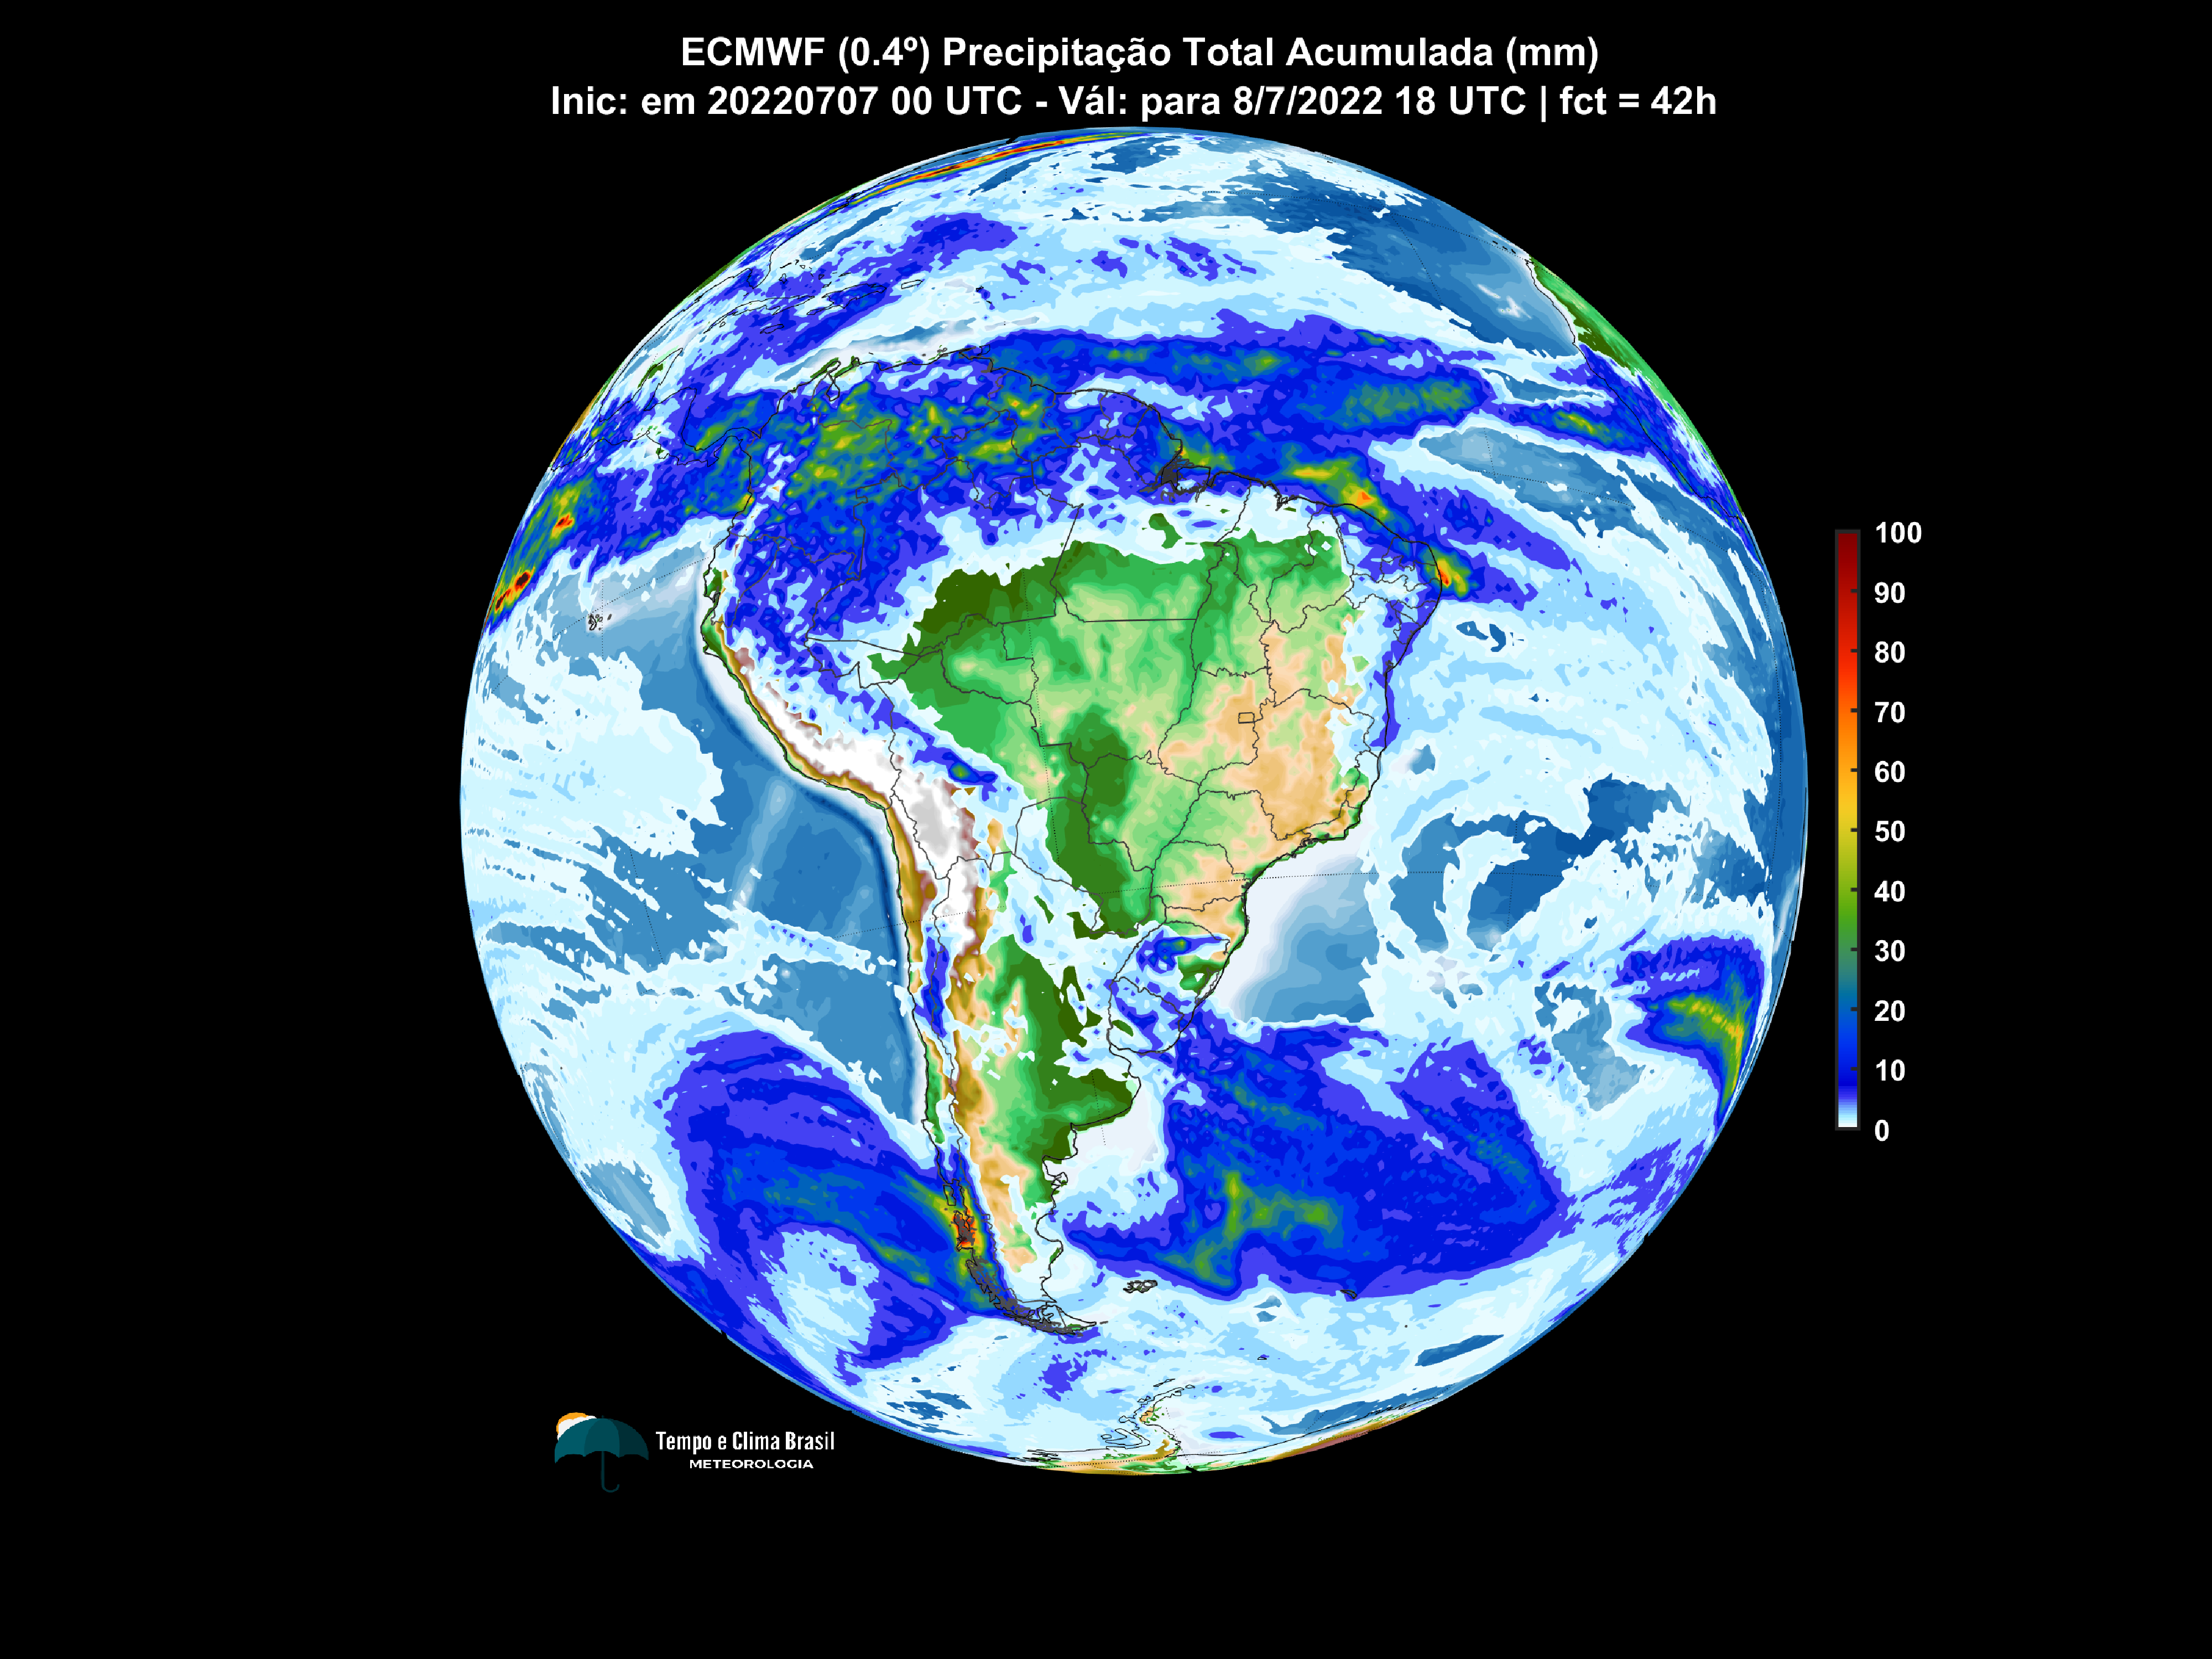 ECMWF (0.4º) Precipitação Total Acumulada (mm)
Inic: em 20220707 00 UTC - Vál: para 8/7/2022 18 UTC | fct = 42h
100
90
80
70
60
50
40
30
20
10
0
Tempo e Clima Brasil
METEOROLOGIA